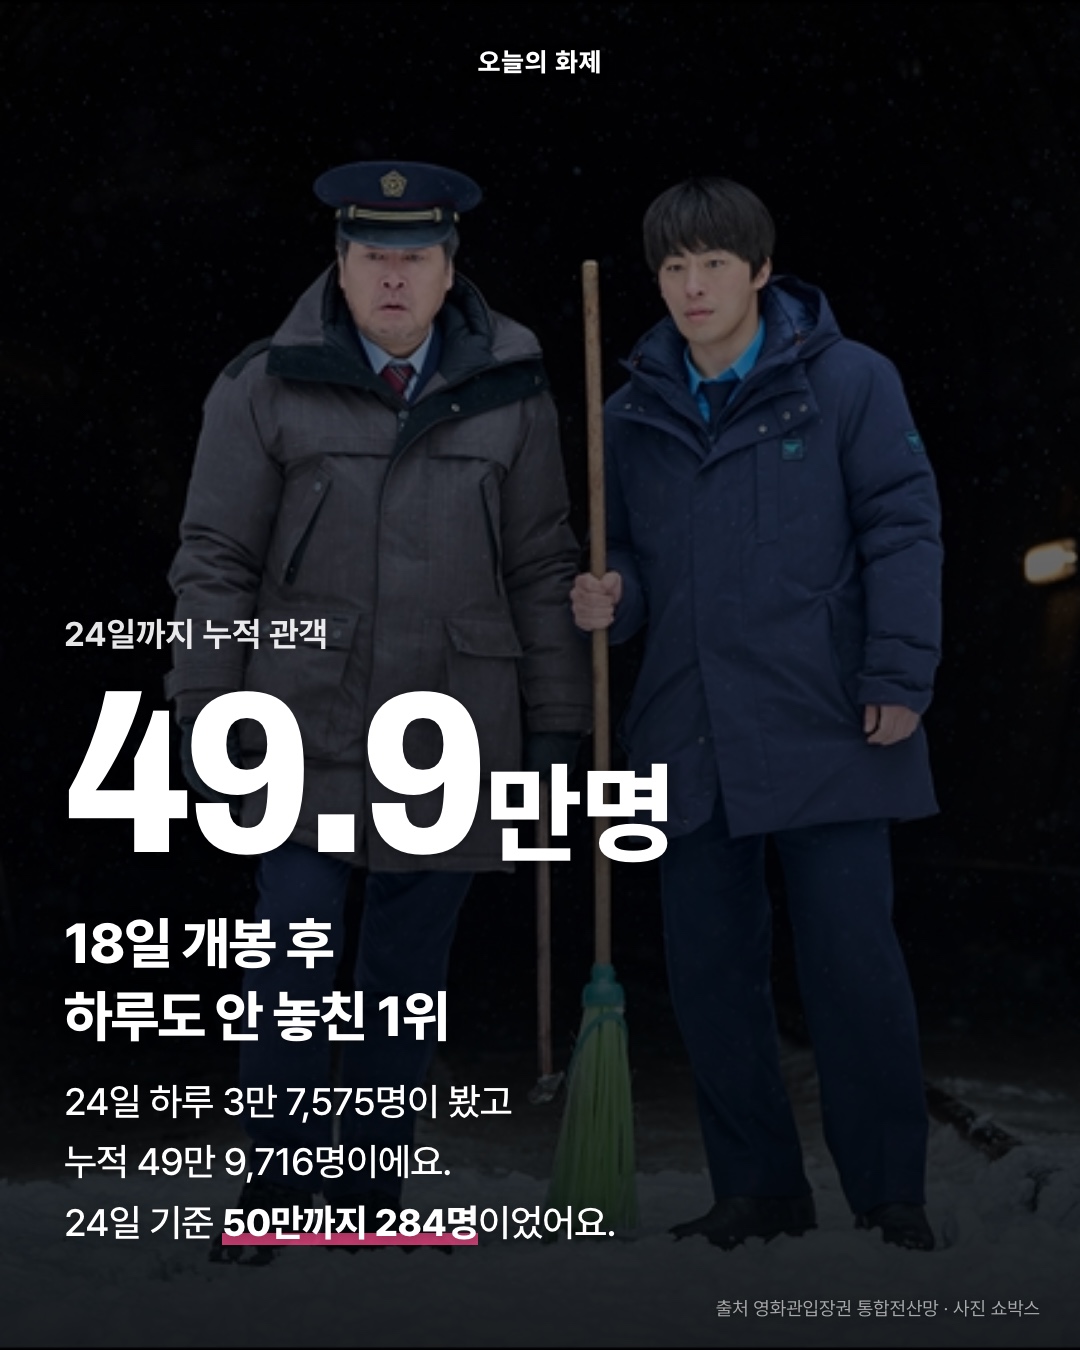 오늘의 화제
24일까지 누적 관객
49.9만명
18일 개봉 후
하루도 안 놓친 1위
24일 하루 3만 7,575명이 봤고
누적 49만 9,716명이에요.
24일 기준 50만까지 284명이었어요.
출처 영화관입장권 통합전산망 · 사진 쇼박스